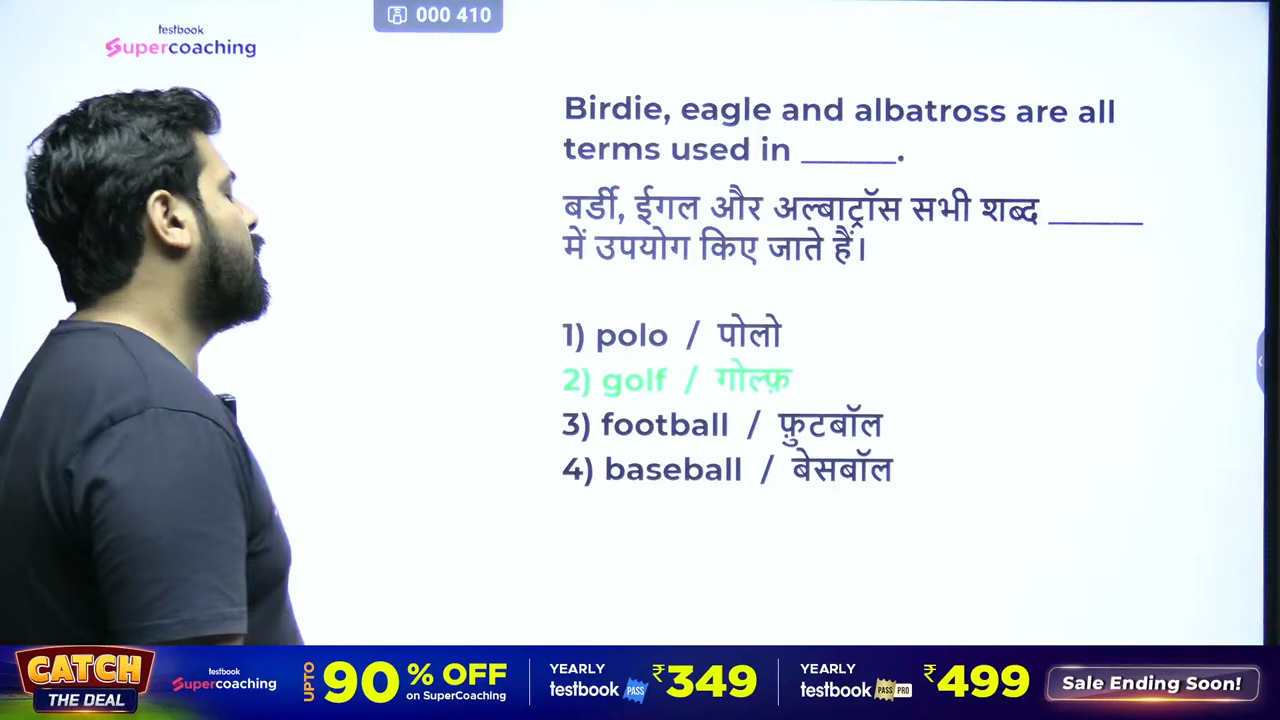 testbook
Supercoaching
000 410
Birdie, eagle and albatross are all
terms used in ______.
बर्डी, ईगल और अल्बाट्रॉस सभी शब्द ______
में उपयोग किए जाते हैं।
1) polo / पोलो
2) golf / गोल्फ़
3) football / फ़ुटबॉल
4) baseball / बेसबॉल
CATCH
THE DEAL
testbook
Supercoaching
UPTO
90% OFF
on SuperCoaching
YEARLY
testbook PASS
₹349
YEARLY
testbook PASS PRO
₹499
Sale Ending Soon!